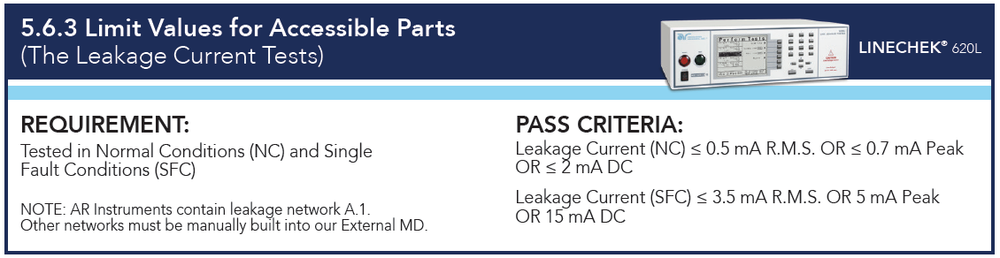 5.6.3 Limit Values for Accessible Parts
(The Leakage Current Tests)
Perform Tests
LINECHEK® 620L
REQUIREMENT:
Tested in Normal Conditions (NC) and Single
Fault Conditions (SFC)
NOTE: AR Instruments contain leakage network A.1.
Other networks must be manually built into our External MD.
PASS CRITERIA:
Leakage Current (NC) ≤ 0.5 mA R.M.S. OR ≤ 0.7 mA Peak
OR ≤ 2 mA DC
Leakage Current (SFC) ≤ 3.5 mA R.M.S. OR 5 mA Peak
OR 15 mA DC